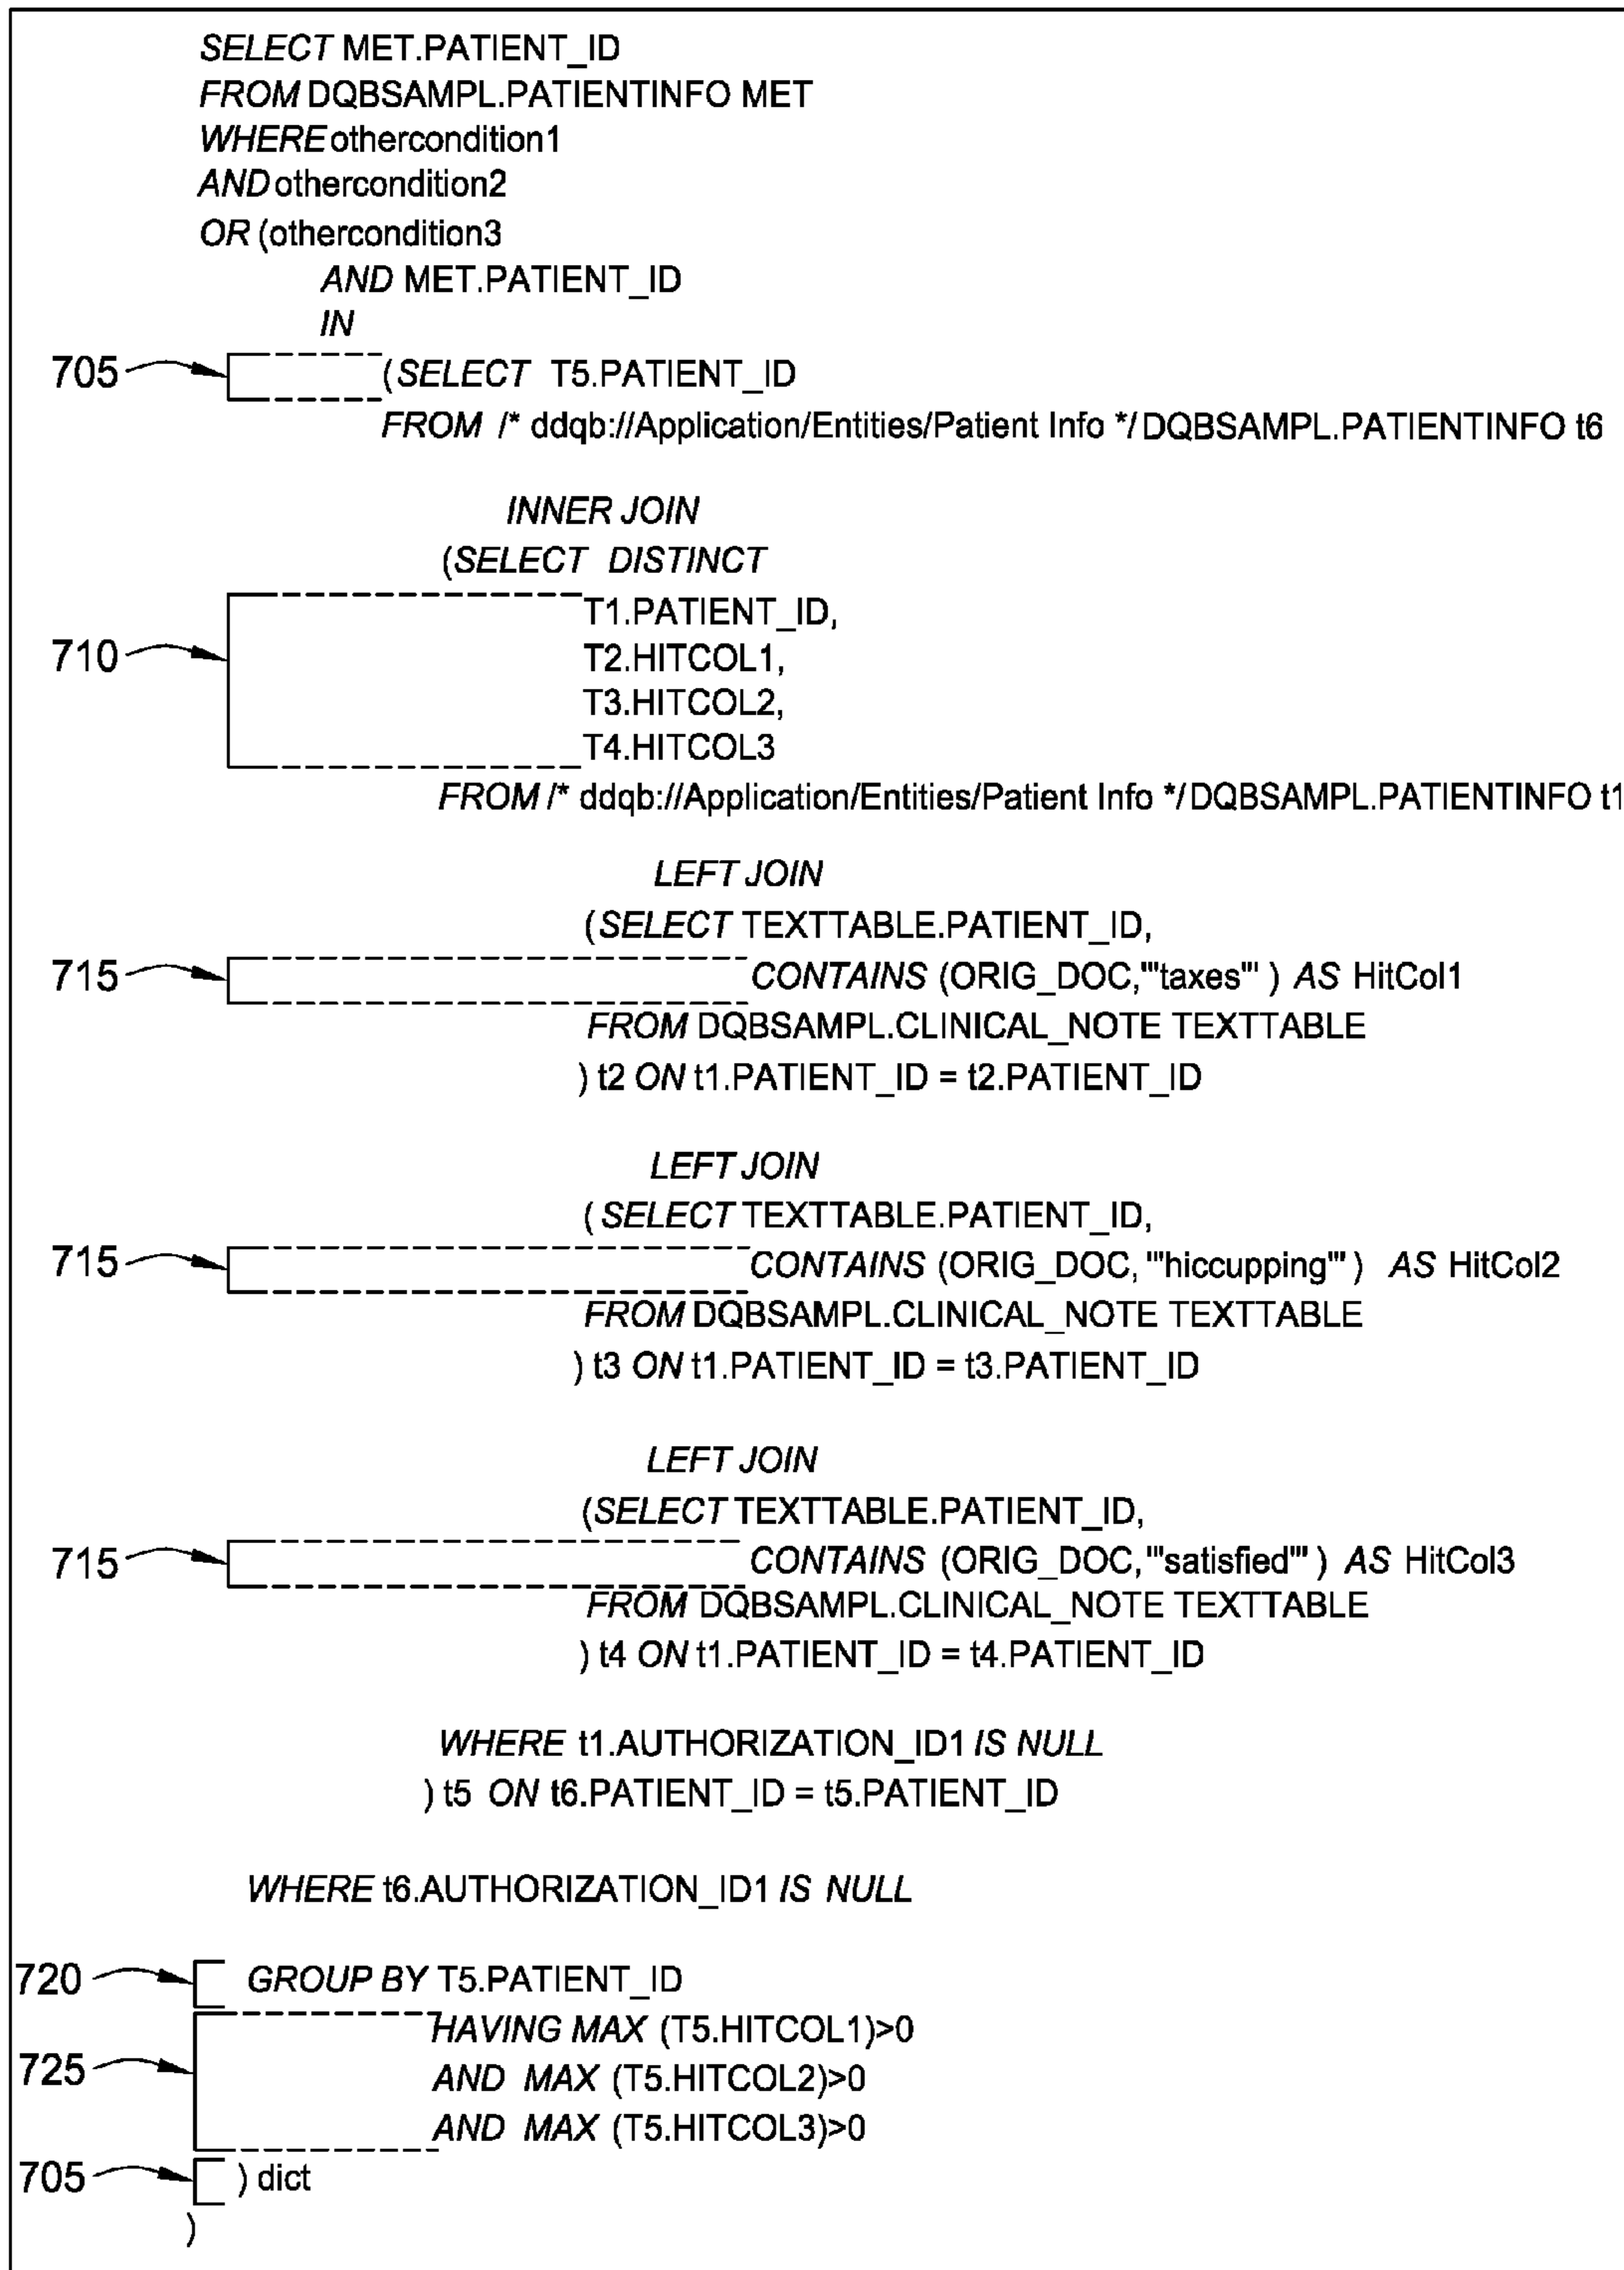 SELECT MET.PATIENT_ID
FROM DQBSAMPL.PATIENTINFO MET
WHERE othercondition1
AND othercondition2
OR (othercondition3
AND MET.PATIENT_ID
IN
705 (SELECT T5.PATIENT_ID
FROM /* ddqb://Application/Entities/Patient Info */ DQBSAMPL.PATIENTINFO t6
INNER JOIN
(SELECT DISTINCT
T1.PATIENT_ID,
710 T2.HITCOL1,
T3.HITCOL2,
T4.HITCOL3
FROM /* ddqb://Application/Entities/Patient Info */ DQBSAMPL.PATIENTINFO t1
LEFT JOIN
(SELECT TEXTTABLE.PATIENT_ID,
715 CONTAINS (ORIG_DOC,'"taxes"' ) AS HitCol1
FROM DQBSAMPL.CLINICAL_NOTE TEXTTABLE
) t2 ON t1.PATIENT_ID = t2.PATIENT_ID
LEFT JOIN
( SELECT TEXTTABLE.PATIENT_ID,
715 CONTAINS (ORIG_DOC, '"hiccupping"' ) AS HitCol2
FROM DQBSAMPL.CLINICAL_NOTE TEXTTABLE
) t3 ON t1.PATIENT_ID = t3.PATIENT_ID
LEFT JOIN
(SELECT TEXTTABLE.PATIENT_ID,
715 CONTAINS (ORIG_DOC,'"satisfied"' ) AS HitCol3
FROM DQBSAMPL.CLINICAL_NOTE TEXTTABLE
) t4 ON t1.PATIENT_ID = t4.PATIENT_ID
WHERE t1.AUTHORIZATION_ID1 IS NULL
) t5 ON t6.PATIENT_ID = t5.PATIENT_ID
WHERE t6.AUTHORIZATION_ID1 IS NULL
720 GROUP BY T5.PATIENT_ID
HAVING MAX (T5.HITCOL1)>0
725 AND MAX (T5.HITCOL2)>0
AND MAX (T5.HITCOL3)>0
705 ) dict
)